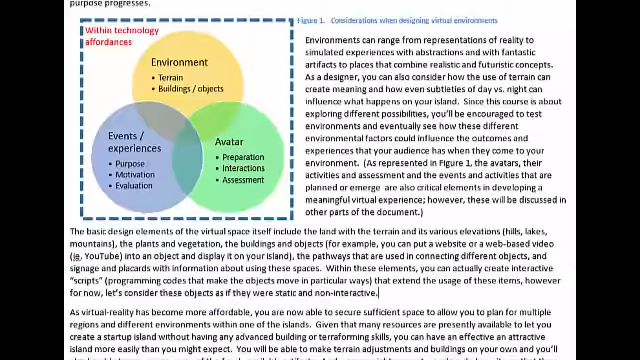 purpose progresses.
Figure 1. Considerations when designing virtual environments
Within technology
affordances
Environment
• Terrain
• Buildings / objects
Events /
experiences
• Purpose
• Motivation
• Evaluation
Avatar
• Preparation
• Interactions
• Assessment
Environments can range from representations of reality to
simulated experiences with abstractions and with fantastic
artifacts to places that combine realistic and futuristic concepts.
As a designer, you can also consider how the use of terrain can
create meaning and how even subtleties of day vs. night can
influence what happens on your island. Since this course is about
exploring different possibilities, you'll be encouraged to test
environments and eventually see how these different
environmental factors could influence the outcomes and
experiences that your audience has when they come to your
environment. (As represented in Figure 1, the avatars, their
activities and assessment and the events and activities that are
planned or emerge are also critical elements in developing a
meaningful virtual experience; however, these will be discussed in
other parts of the document.)
The basic design elements of the virtual space itself include the land with the terrain and its various elevations (hills, lakes,
mountains), the plants and vegetation, the buildings and objects (for example, you can put a website or a web-based video
(ie, YouTube) into an object and display it on your island), the pathways that are used in connecting different objects, and
signage and placards with information about using these spaces. Within these elements, you can actually create interactive
"scripts" (programming codes that make the objects move in particular ways) that extend the usage of these items, however
for now, let's consider these objects as if they were static and non-interactive.
As virtual-reality has become more affordable, you are now able to secure sufficient space to allow you to plan for multiple
regions and different environments within one of the islands. Given that many resources are presently available to let you
create a startup island without having any advanced building or terraforming skills, you can have an effective an attractive
island more easily than you might expect. You will be able to make terrain adjustments and buildings on your own and you'll